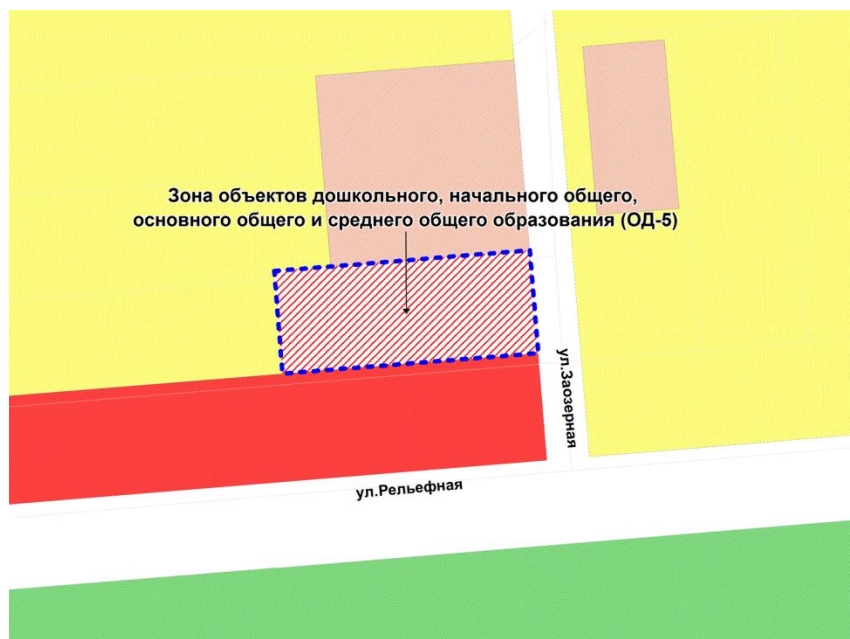 Зона объектов дошкольного, начального общего,
основного общего и среднего общего образования (ОД-5)
ул.Заозерная
ул.Рельефная